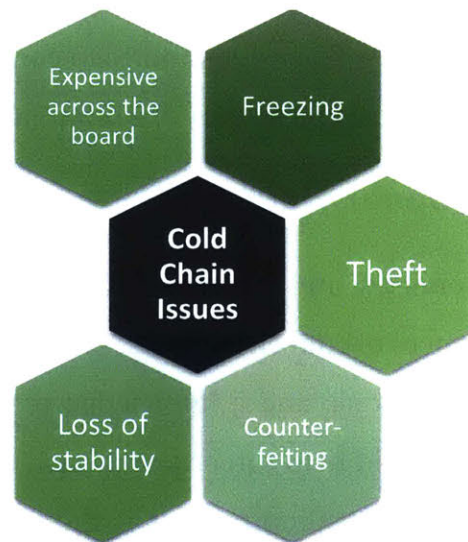 Expensive
across the
board
Freezing
Cold
Chain
Issues
Theft
Loss of
stability
Counter-
feiting